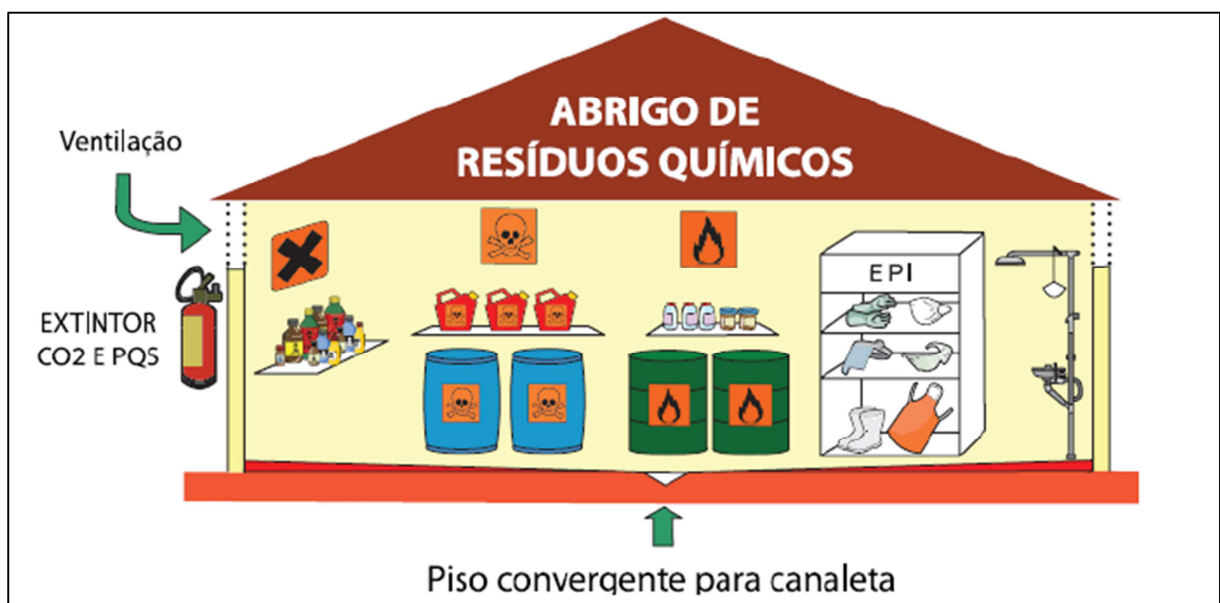 ABRIGO DE
RESÍDUOS QUÍMICOS
Ventilação
EPI
EXTINTOR
CO2 E PQS
Piso convergente para canaleta